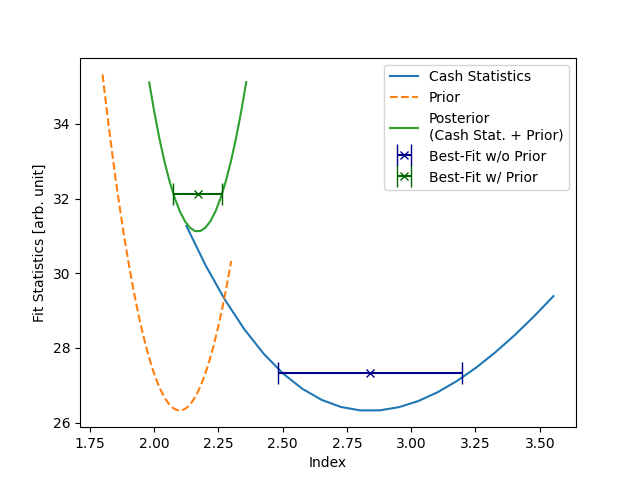 Cash Statistics
Prior
Posterior
(Cash Stat. + Prior)
Best-Fit w/o Prior
Best-Fit w/ Prior
34
32
30
28
26
Fit Statistics [arb. unit]
1.75 2.00 2.25 2.50 2.75 3.00 3.25 3.50
Index